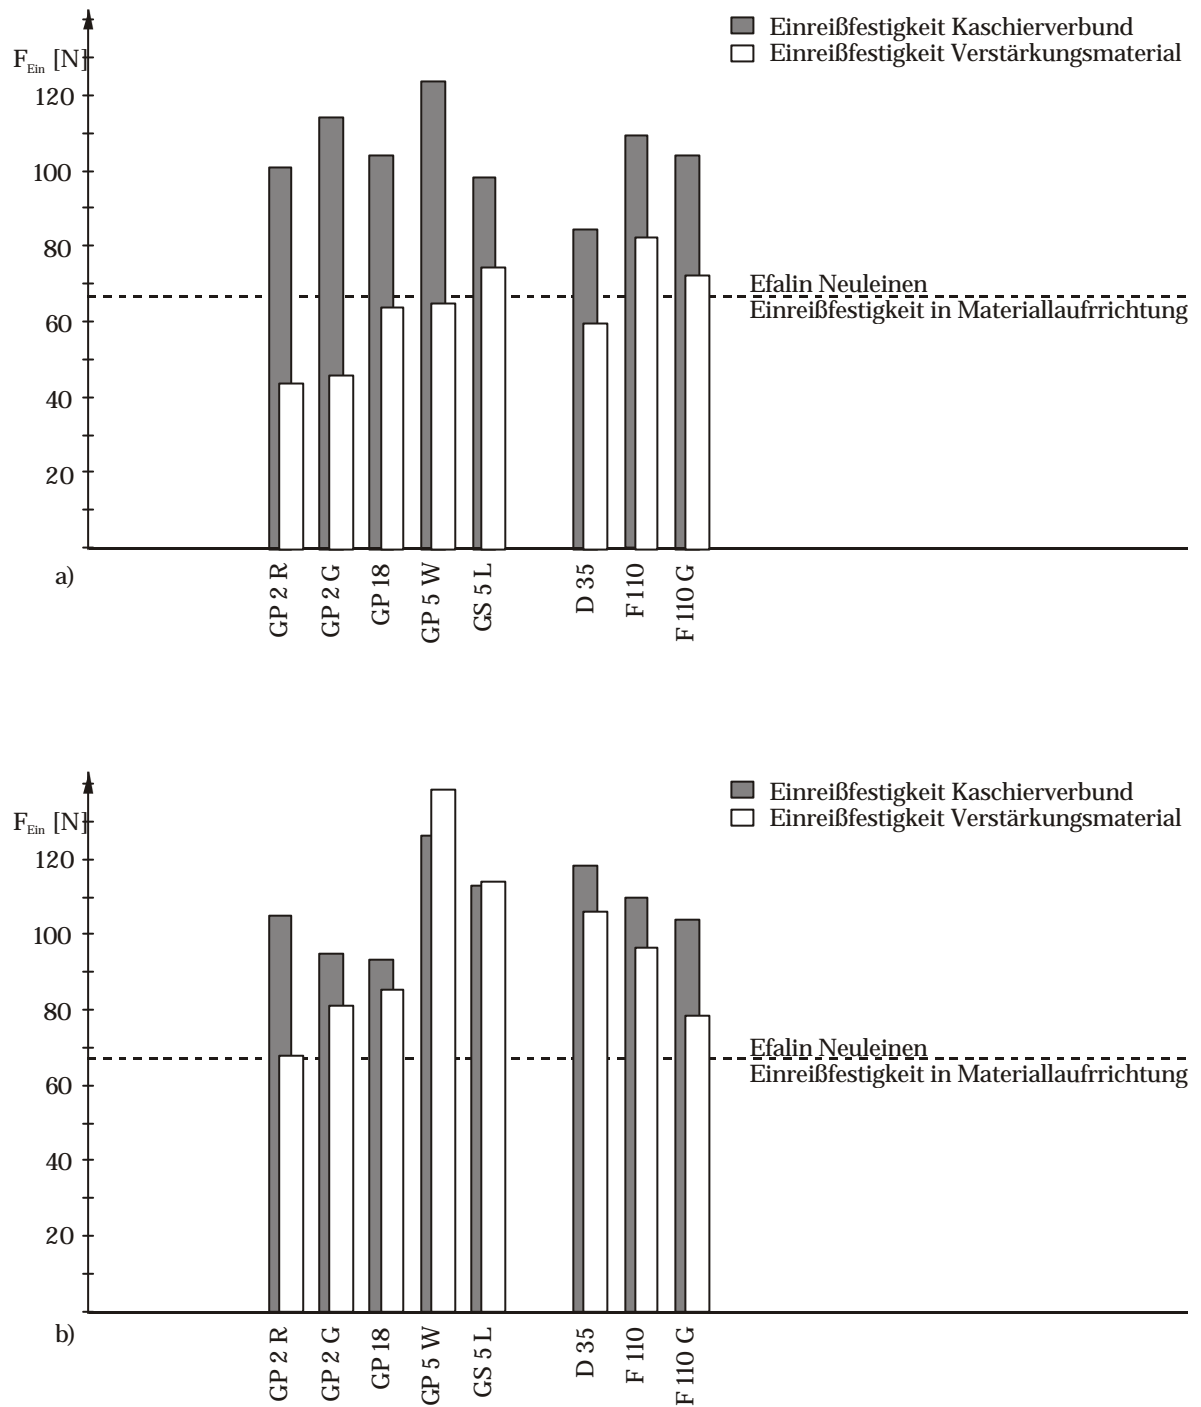 Einreißfestigkeit Kaschierverbund
Einreißfestigkeit Verstärkungsmaterial
F Ein [N]
120
100
80
60
40
20
Efalin Neuleinen
Einreißfestigkeit in Materiallaufrrichtung
a)
GP 2 R
GP 2 G
GP 18
GP 5 W
GS 5 L
D 35
F 110
F 110 G
Einreißfestigkeit Kaschierverbund
Einreißfestigkeit Verstärkungsmaterial
F Ein [N]
120
100
80
60
40
20
Efalin Neuleinen
Einreißfestigkeit in Materiallaufrrichtung
b)
GP 2 R
GP 2 G
GP 18
GP 5 W
GS 5 L
D 35
F 110
F 110 G